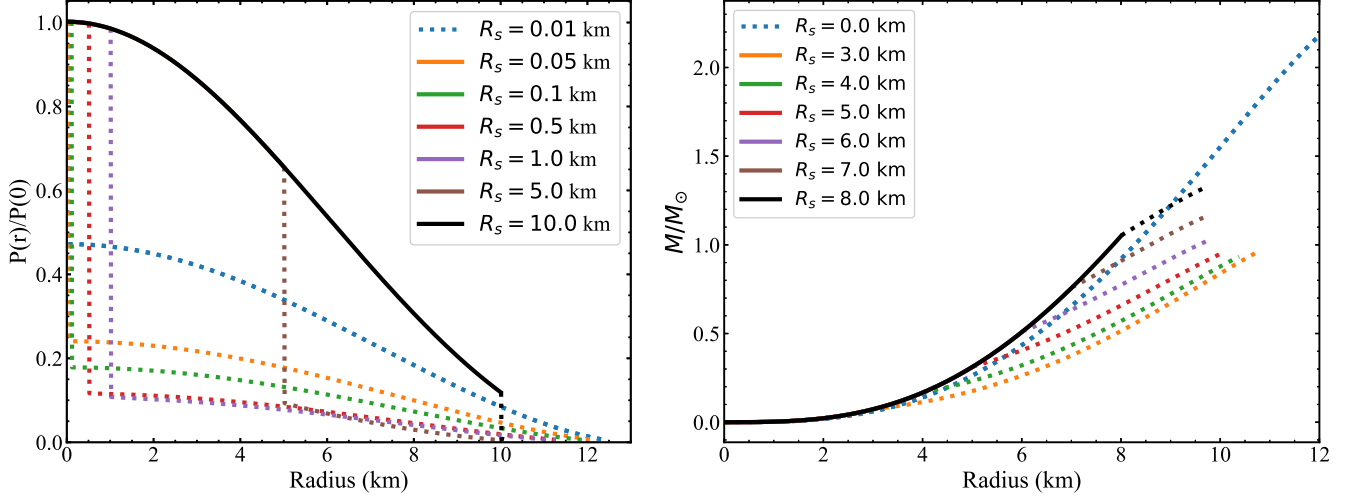 P(r)/P(0)
1.0
0.8
0.6
0.4
0.2
0.0
0 2 4 6 8 10 12
Radius (km)
R_s = 0.01 km
R_s = 0.05 km
R_s = 0.1 km
R_s = 0.5 km
R_s = 1.0 km
R_s = 5.0 km
R_s = 10.0 km
M/M_⊙
2.0
1.5
1.0
0.5
0.0
0 2 4 6 8 10 12
Radius (km)
R_s = 0.0 km
R_s = 3.0 km
R_s = 4.0 km
R_s = 5.0 km
R_s = 6.0 km
R_s = 7.0 km
R_s = 8.0 km